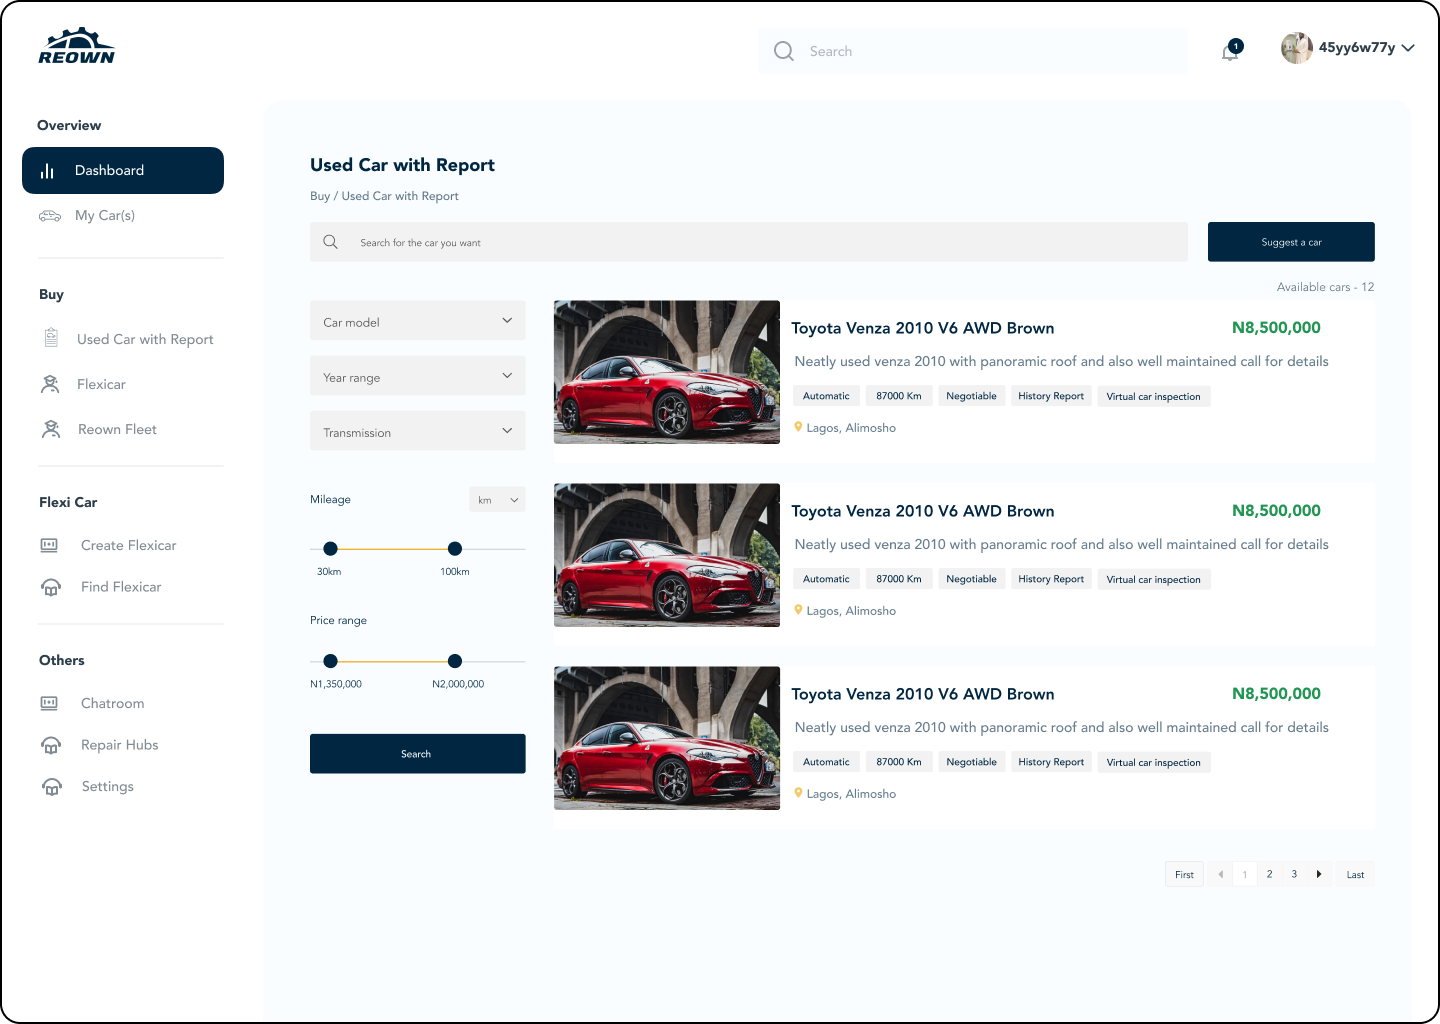 REOWN
Search
1
45yy6w77y
Overview
Dashboard
My Car(s)
Buy
Used Car with Report
Flexicar
Reown Fleet
Flexi Car
Create Flexicar
Find Flexicar
Others
Chatroom
Repair Hubs
Settings
Used Car with Report
Buy / Used Car with Report
Search for the car you want
Suggest a car
Available cars - 12
Car model
Year range
Transmission
Mileage
km
30km 100km
Price range
N1,350,000 N2,000,000
Search
Toyota Venza 2010 V6 AWD Brown N8,500,000
Neatly used venza 2010 with panoramic roof and also well maintained call for details
Automatic 87000 Km Negotiable History Report Virtual car inspection
Lagos, Alimosho
Toyota Venza 2010 V6 AWD Brown N8,500,000
Neatly used venza 2010 with panoramic roof and also well maintained call for details
Automatic 87000 Km Negotiable History Report Virtual car inspection
Lagos, Alimosho
Toyota Venza 2010 V6 AWD Brown N8,500,000
Neatly used venza 2010 with panoramic roof and also well maintained call for details
Automatic 87000 Km Negotiable History Report Virtual car inspection
Lagos, Alimosho
First 1 2 3 Last